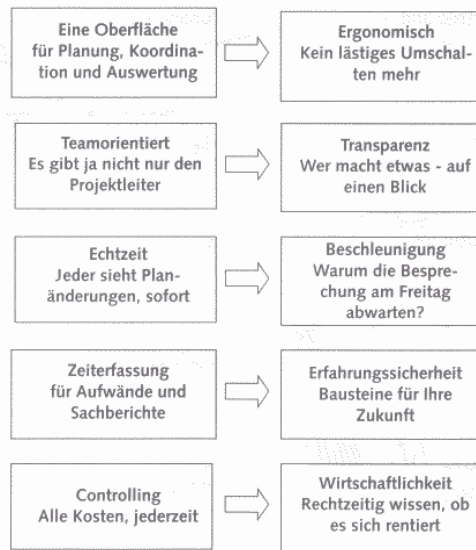 Eine Oberfläche
für Planung, Koordina-
tion und Auswertung
Ergonomisch
Kein lästiges Umschal-
ten mehr
Teamorientiert
Es gibt ja nicht nur den
Projektleiter
Transparenz
Wer macht etwas - auf
einen Blick
Echtzeit
Jeder sieht Plan-
änderungen, sofort
Beschleunigung
Warum die Bespre-
chung am Freitag
abwarten?
Zeiterfassung
für Aufwände und
Sachberichte
Erfahrungssicherheit
Bausteine für Ihre
Zukunft
Controlling
Alle Kosten, jederzeit
Wirtschaftlichkeit
Rechtzeitig wissen, ob
es sich rentiert